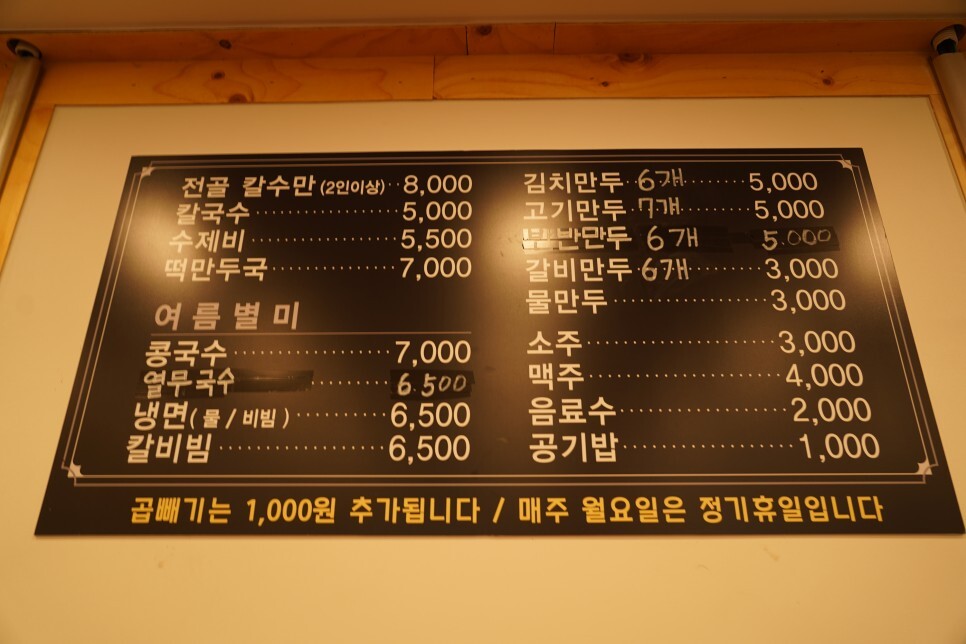 전골 칼수만 (2인이상) 8,000
칼국수 5,000
수제비 5,500
떡만두국 7,000
여름별미
콩국수 7,000
열무국수 6.500
냉면 ( 물 / 비빔 ) 6,500
칼비빔 6,500
김치만두 6개 5,000
고기만두 7개 5,000
6개 5.000
갈비만두 6개 3,000
물만두 3,000
소주 3,000
맥주 4,000
음료수 2,000
공기밥 1,000
곱빼기는 1,000원 추가됩니다 / 매주 월요일은 정기휴일입니다